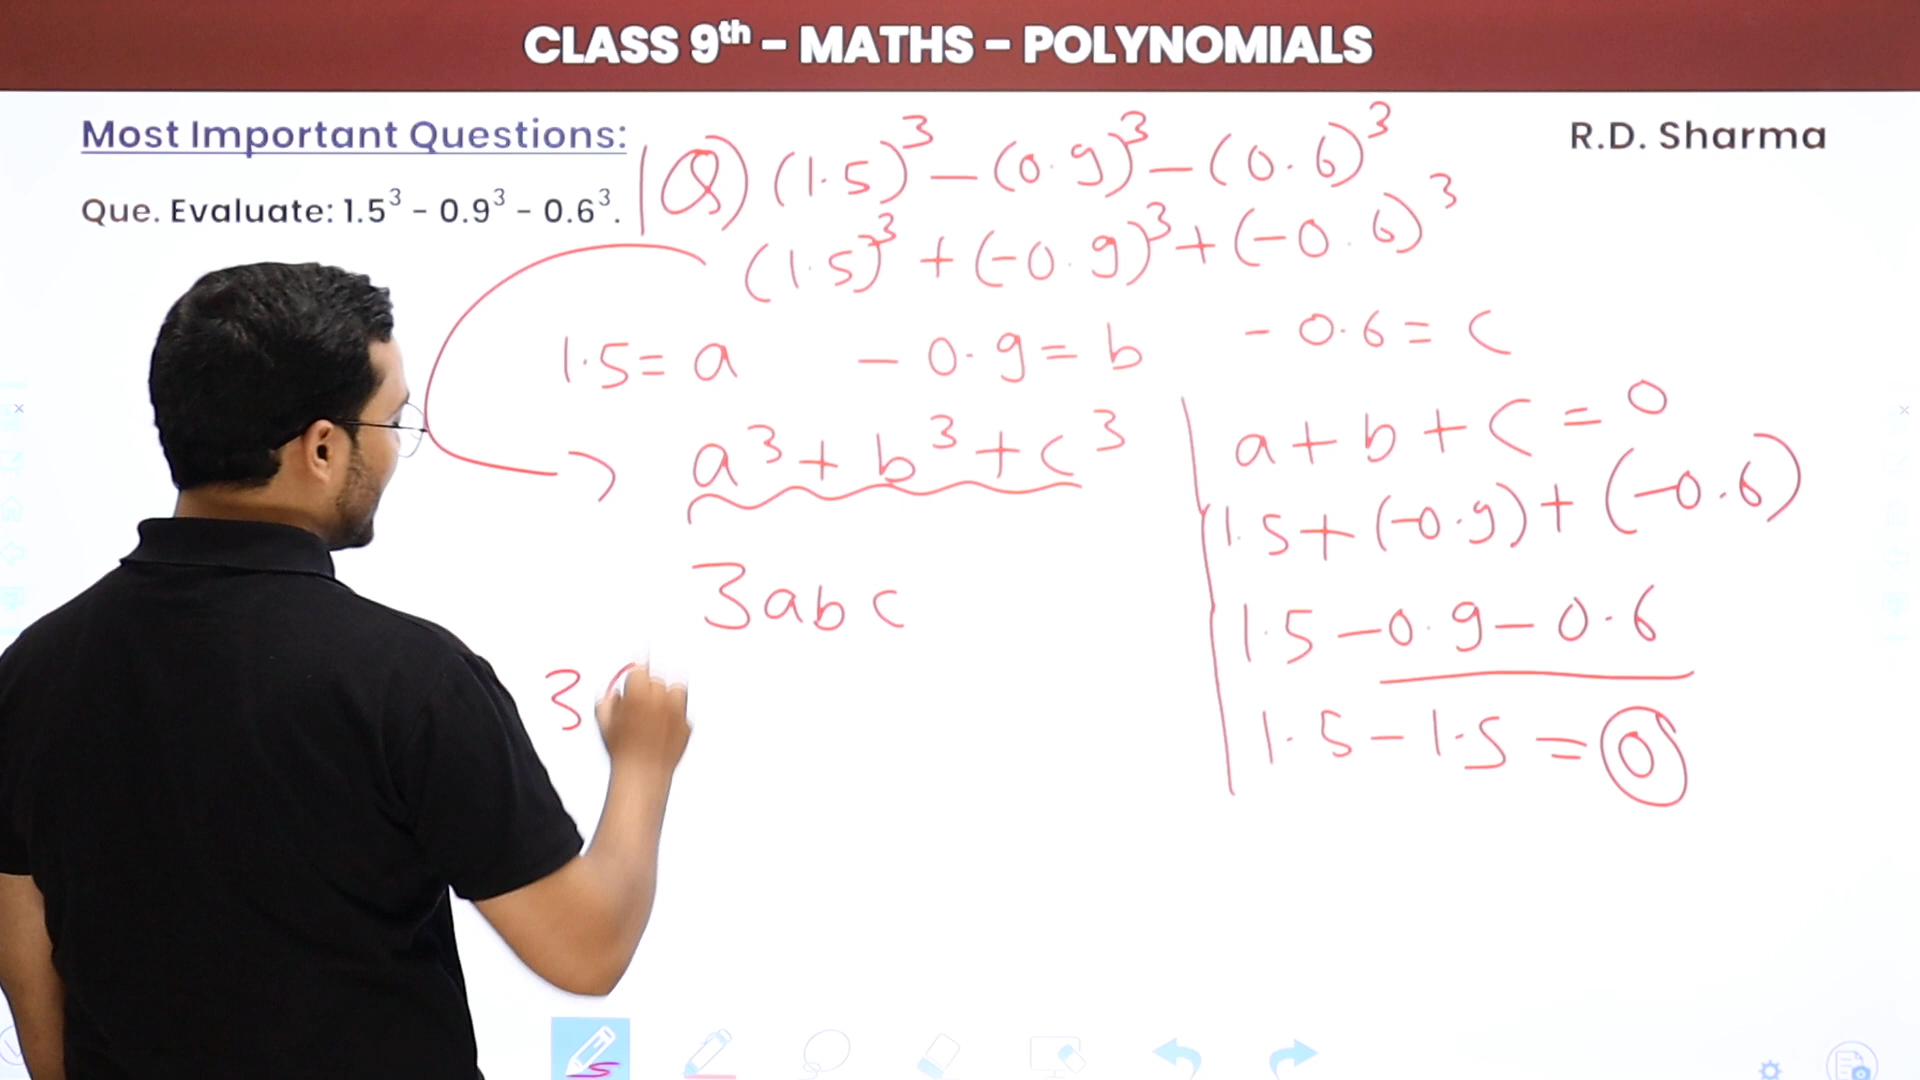 CLASS 9th - MATHS - POLYNOMIALS
Most Important Questions:
R.D. Sharma
Que. Evaluate: 1.5³ - 0.9³ - 0.6³.
Q) (1.5)³ - (0.9)³ - (0.6)³
(1.5)³ + (-0.9)³ + (-0.6)³
1.5 = a   - 0.9 = b   - 0.6 = c
a³ + b³ + c³
3abc
3 (
a + b + c = 0
1.5 + (-0.9) + (-0.6)
1.5 - 0.9 - 0.6
1.5 - 1.5 = 0